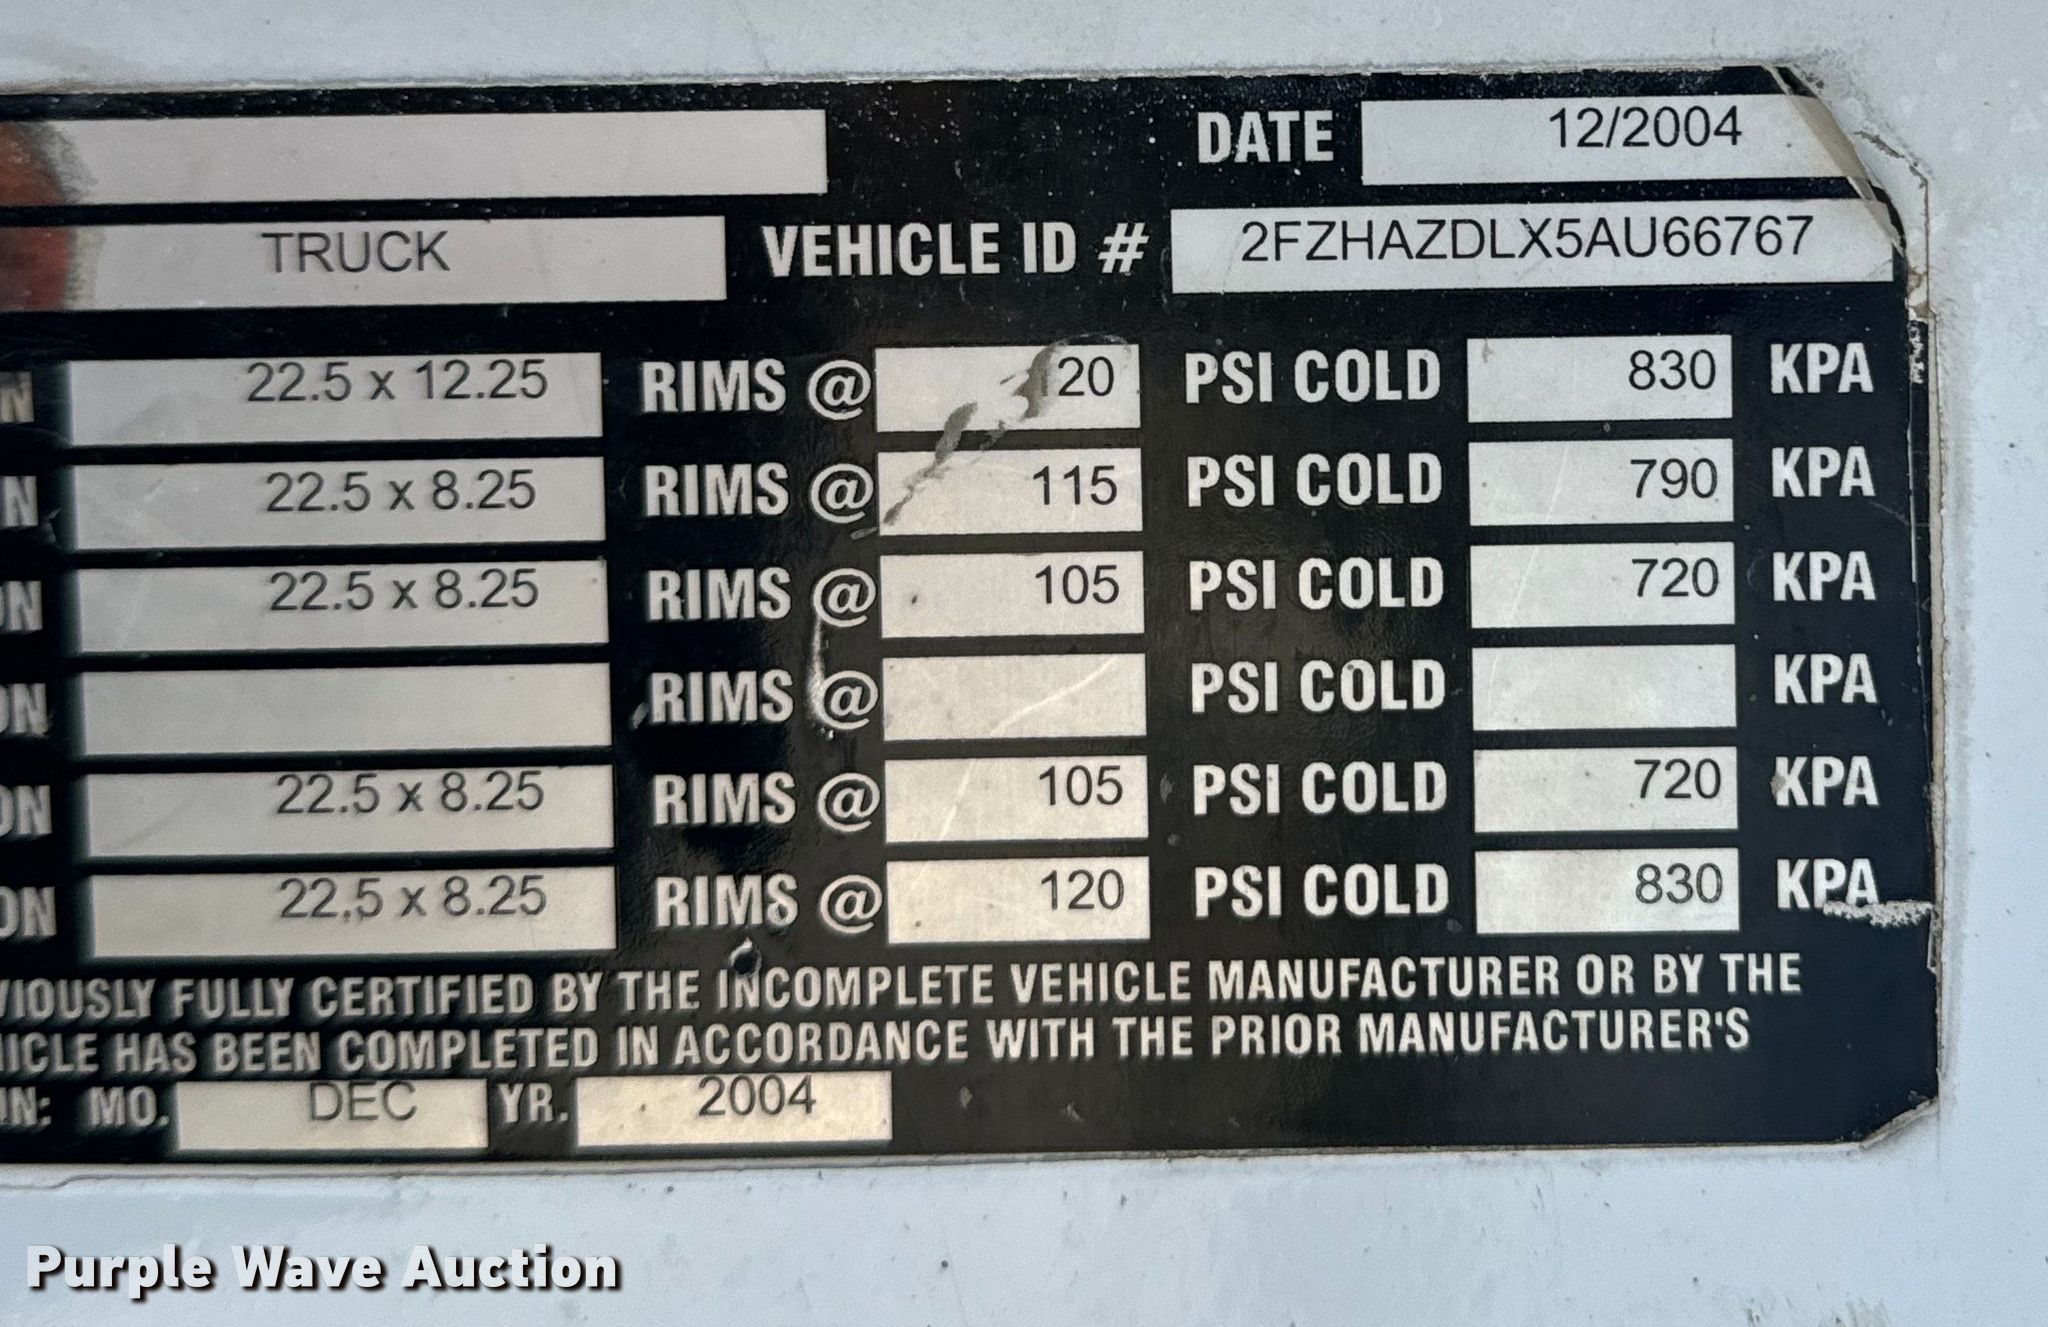 DATE 12/2004
TRUCK VEHICLE ID # 2FZHAZDLX5AU66767
22.5 x 12.25 RIMS @ 20 PSI COLD 830 KPA
22.5 x 8.25 RIMS @ 115 PSI COLD 790 KPA
22.5 x 8.25 RIMS @ 105 PSI COLD 720 KPA
RIMS @ PSI COLD KPA
22.5 x 8.25 RIMS @ 105 PSI COLD 720 KPA
22.5 x 8.25 RIMS @ 120 PSI COLD 830 KPA
VIOUSLY FULLY CERTIFIED BY THE INCOMPLETE VEHICLE MANUFACTURER OR BY THE
HICLE HAS BEEN COMPLETED IN ACCORDANCE WITH THE PRIOR MANUFACTURER'S
IN: MO. DEC YR. 2004
Purple Wave Auction